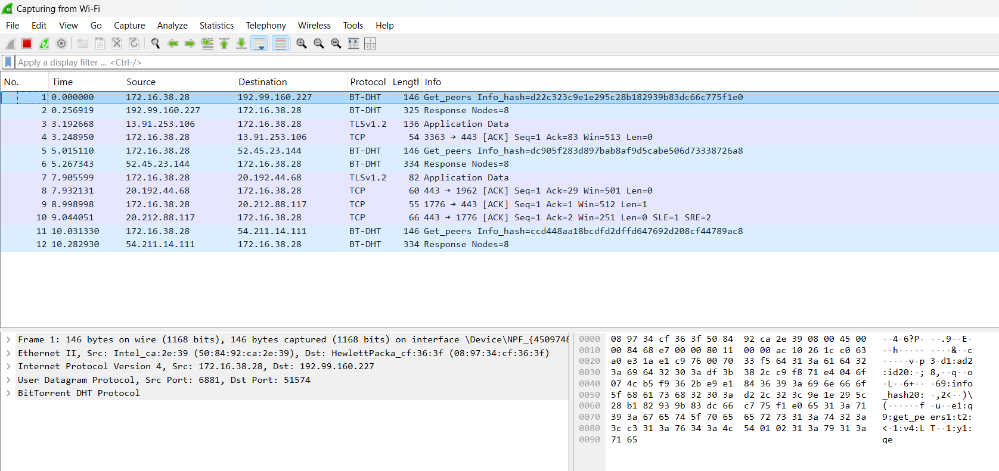 Capturing from Wi-Fi
File Edit View Go Capture Analyze Statistics Telephony Wireless Tools Help
Apply a display filter … <Ctrl-/>
No. Time Source Destination Protocol Length Info
1 0.000000 172.16.38.28 192.99.160.227 BT-DHT 146 Get_peers Info_hash=d22c323c9e1e295c28b182939b83dc66c775f1e0
2 0.256919 192.99.160.227 172.16.38.28 BT-DHT 325 Response Nodes=8
3 3.192668 13.91.253.106 172.16.38.28 TLSv1.2 136 Application Data
4 3.248950 172.16.38.28 13.91.253.106 TCP 54 3363 → 443 [ACK] Seq=1 Ack=83 Win=513 Len=0
5 5.015110 172.16.38.28 52.45.23.144 BT-DHT 146 Get_peers Info_hash=dc905f283d897bab8af9d5cabe506d73338726a8
6 5.267343 52.45.23.144 172.16.38.28 BT-DHT 334 Response Nodes=8
7 7.905599 172.16.38.28 20.192.44.68 TLSv1.2 82 Application Data
8 7.932131 20.192.44.68 172.16.38.28 TCP 60 443 → 1962 [ACK] Seq=1 Ack=29 Win=501 Len=0
9 8.998998 172.16.38.28 20.212.88.117 TCP 55 1776 → 443 [ACK] Seq=1 Ack=1 Win=512 Len=1
10 9.044051 20.212.88.117 172.16.38.28 TCP 66 443 → 1776 [ACK] Seq=1 Ack=2 Win=251 Len=0 SLE=1 SRE=2
11 10.031330 172.16.38.28 54.211.14.111 BT-DHT 146 Get_peers Info_hash=ccd448aa18bcdfd2dffd647692d208cf44789ac8
12 10.282930 54.211.14.111 172.16.38.28 BT-DHT 334 Response Nodes=8
Frame 1: 146 bytes on wire (1168 bits), 146 bytes captured (1168 bits) on interface \Device\NPF_{4509748
Ethernet II, Src: Intel_ca:2e:39 (50:84:92:ca:2e:39), Dst: HewlettPacka_cf:36:3f (08:97:34:cf:36:3f)
Internet Protocol Version 4, Src: 172.16.38.28, Dst: 192.99.160.227
User Datagram Protocol, Src Port: 6881, Dst Port: 51574
BitTorrent DHT Protocol
0000 08 97 34 cf 36 3f 50 84 92 ca 2e 39 08 00 45 00 ··4·6?P· ··.9··E·
0010 00 84 68 e7 00 00 80 11 00 00 ac 10 26 1c c0 63 ··h····· ····&··c
0020 a0 e3 1a e1 c9 76 00 70 33 f5 64 31 3a 61 64 32 ·····v·p 3·d1:ad2
0030 3a 69 64 32 30 3a df 3b 38 2c c9 f8 71 e4 04 6f :id20:·; 8,··q··o
0040 07 4c b5 f9 36 2b e9 e1 84 36 39 3a 69 6e 66 6f ·L··6+·· ·69:info
0050 5f 68 61 73 68 32 30 3a d2 2c 32 3c 9e 1e 29 5c _hash20: ·,2<··)\
0060 28 b1 82 93 9b 83 dc 66 c7 75 f1 e0 65 31 3a 71 (······f ·u··e1:q
0070 39 3a 67 65 74 5f 70 65 65 72 73 31 3a 74 32 3a 9:get_pe ers1:t2:
0080 3c c3 31 3a 76 34 3a 4c 54 01 02 31 3a 79 31 3a <·1:v4:L T··1:y1:
0090 71 65 qe